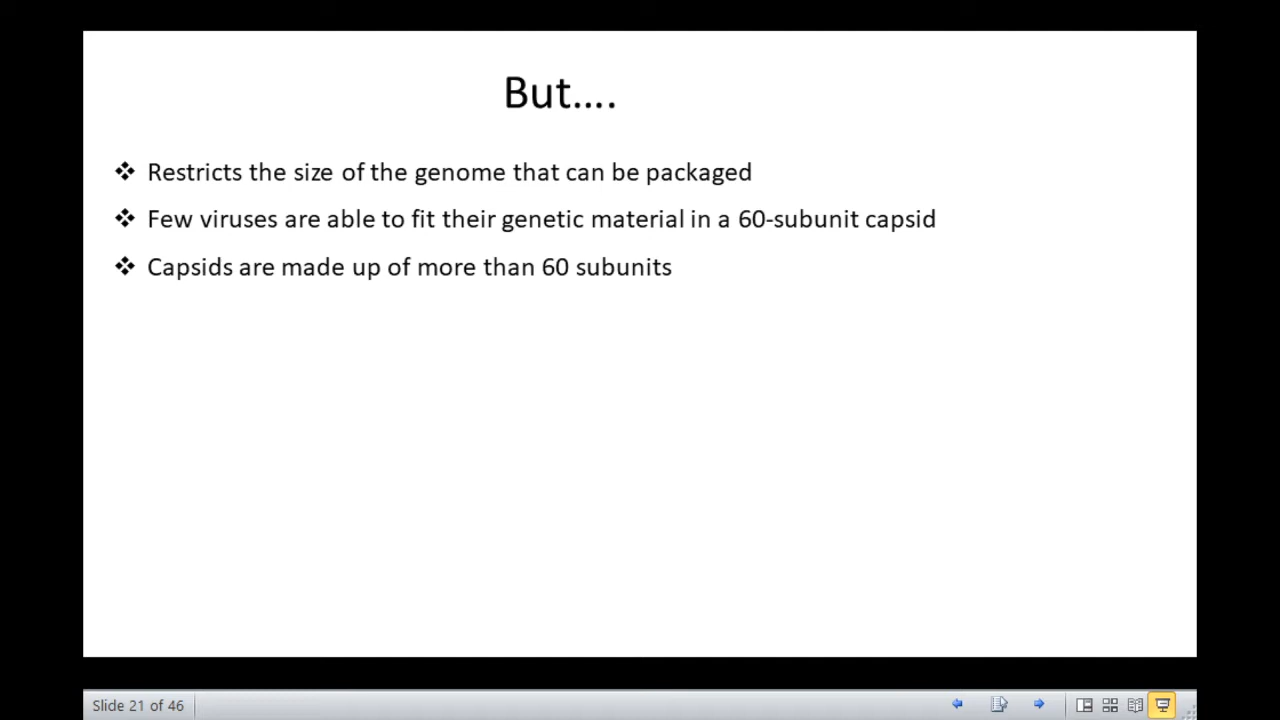 But....
❖ Restricts the size of the genome that can be packaged
❖ Few viruses are able to fit their genetic material in a 60-subunit capsid
❖ Capsids are made up of more than 60 subunits
Slide 21 of 46